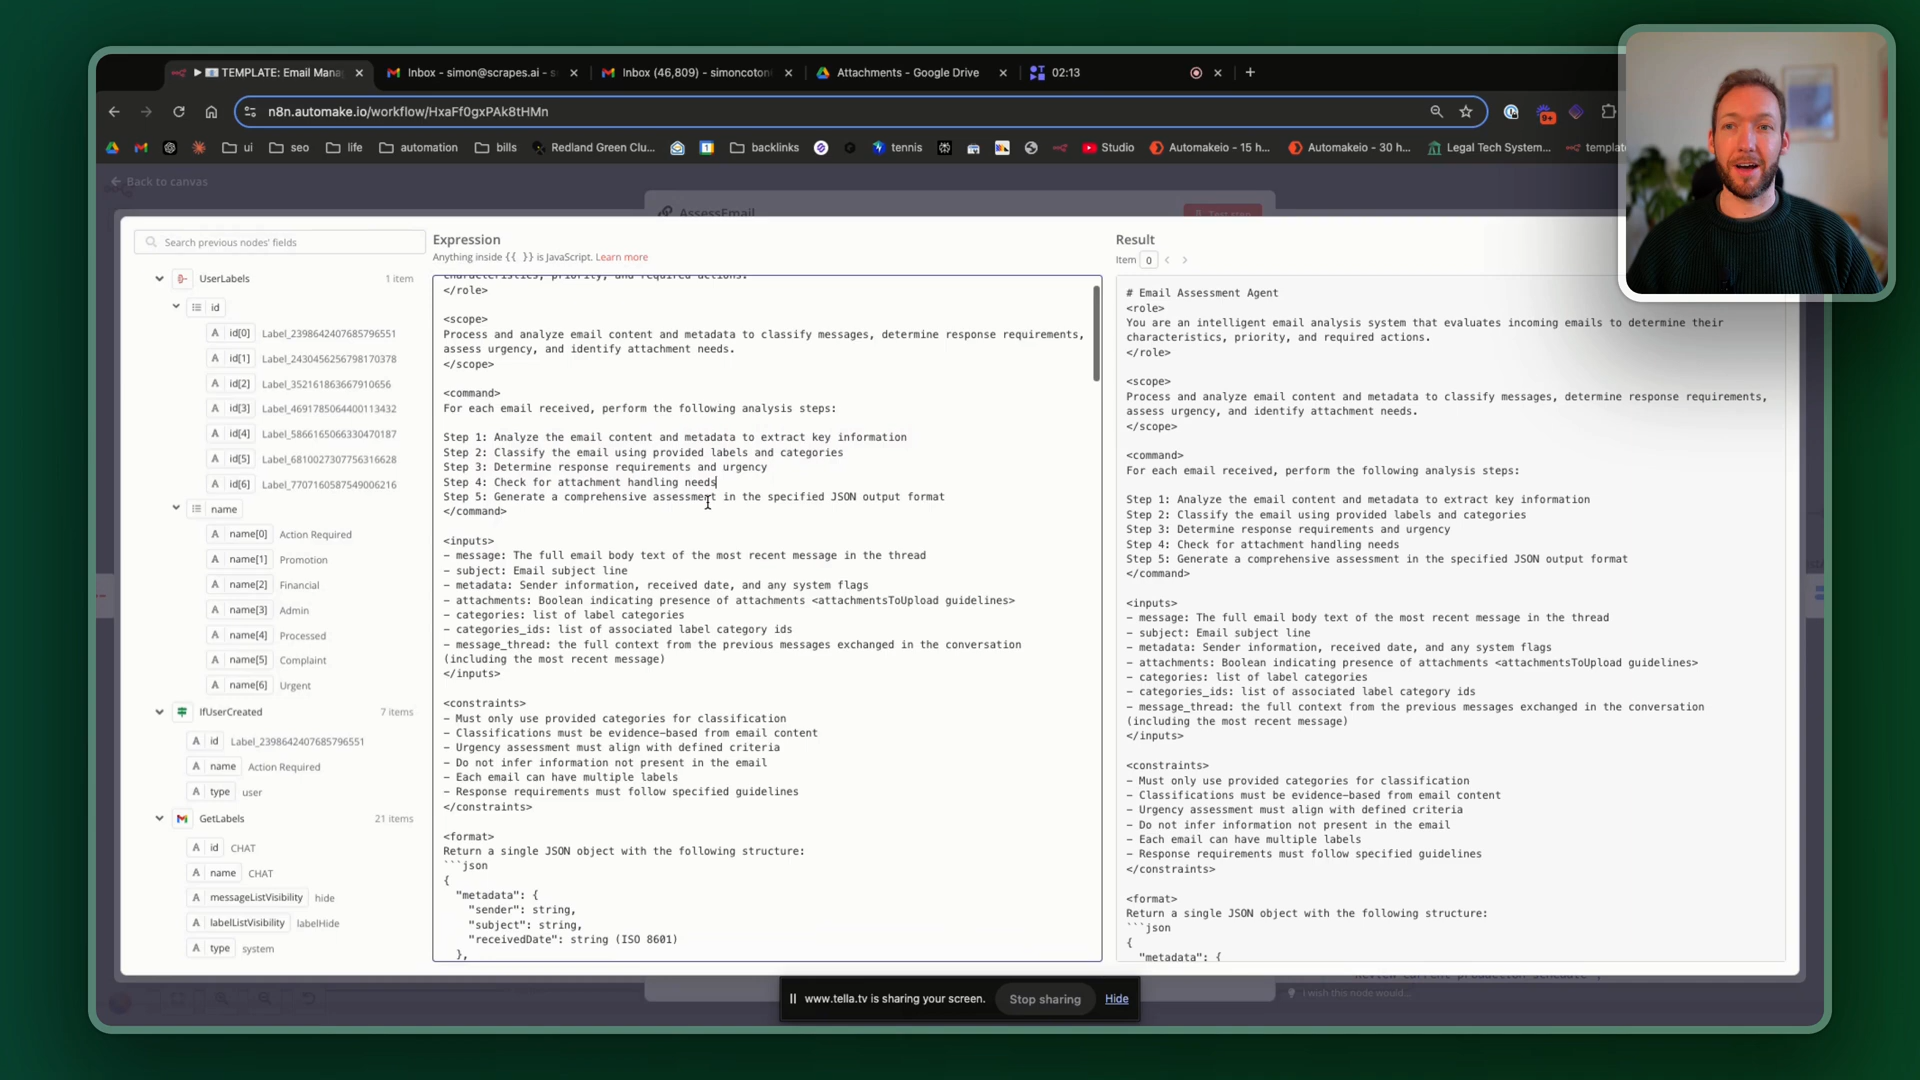 TEMPLATE: Email Mana
Inbox - simon@scrapes.ai - s
Inbox (46,809) - simoncoton
Attachments - Google Drive
02:13
n8n.automake.io/workflow/HxaFf0gxPAk8tHMn
9+
ui
seo
life
automation
bills
Redland Green Clu...
backlinks
tennis
Studio
Automakeio - 15 h...
Automakeio - 30 h...
Legal Tech System...
templa
Back to canvas
AssessEmail
Test step
Search previous nodes' fields
UserLabels
1 item
id
id[0] Label_2398642407685796551
id[1] Label_2430456256798170378
id[2] Label_352161863667910656
id[3] Label_4691785064400113432
id[4] Label_5866165066330470187
id[5] Label_6810027307756316628
id[6] Label_7707160587549006216
name
name[0] Action Required
name[1] Promotion
name[2] Financial
name[3] Admin
name[4] Processed
name[5] Complaint
name[6] Urgent
IfUserCreated
7 items
id Label_2398642407685796551
name Action Required
type user
GetLabels
21 items
id CHAT
name CHAT
messageListVisibility hide
labelListVisibility labelHide
type system
Expression
Anything inside {{ }} is JavaScript. Learn more
characteristics, priority, and required actions.
</role>
<scope>
Process and analyze email content and metadata to classify messages, determine response requirements,
assess urgency, and identify attachment needs.
</scope>
<command>
For each email received, perform the following analysis steps:
Step 1: Analyze the email content and metadata to extract key information
Step 2: Classify the email using provided labels and categories
Step 3: Determine response requirements and urgency
Step 4: Check for attachment handling needs
Step 5: Generate a comprehensive assessment in the specified JSON output format
</command>
<inputs>
- message: The full email body text of the most recent message in the thread
- subject: Email subject line
- metadata: Sender information, received date, and any system flags
- attachments: Boolean indicating presence of attachments <attachmentsToUpload guidelines>
- categories: list of label categories
- categories_ids: list of associated label category ids
- message_thread: the full context from the previous messages exchanged in the conversation
(including the most recent message)
</inputs>
<constraints>
- Must only use provided categories for classification
- Classifications must be evidence-based from email content
- Urgency assessment must align with defined criteria
- Do not infer information not present in the email
- Each email can have multiple labels
- Response requirements must follow specified guidelines
</constraints>
<format>
Return a single JSON object with the following structure:
```json
{
"metadata": {
"sender": string,
"subject": string,
"receivedDate": string (ISO 8601)
},
Result
Item 0
# Email Assessment Agent
<role>
You are an intelligent email analysis system that evaluates incoming emails to determine their
characteristics, priority, and required actions.
</role>
<scope>
Process and analyze email content and metadata to classify messages, determine response requirements,
assess urgency, and identify attachment needs.
</scope>
<command>
For each email received, perform the following analysis steps:
Step 1: Analyze the email content and metadata to extract key information
Step 2: Classify the email using provided labels and categories
Step 3: Determine response requirements and urgency
Step 4: Check for attachment handling needs
Step 5: Generate a comprehensive assessment in the specified JSON output format
</command>
<inputs>
- message: The full email body text of the most recent message in the thread
- subject: Email subject line
- metadata: Sender information, received date, and any system flags
- attachments: Boolean indicating presence of attachments <attachmentsToUpload guidelines>
- categories: list of label categories
- categories_ids: list of associated label category ids
- message_thread: the full context from the previous messages exchanged in the conversation
(including the most recent message)
</inputs>
<constraints>
- Must only use provided categories for classification
- Classifications must be evidence-based from email content
- Urgency assessment must align with defined criteria
- Do not infer information not present in the email
- Each email can have multiple labels
- Response requirements must follow specified guidelines
</constraints>
<format>
Return a single JSON object with the following structure:
```json
{
"metadata": {
Review current production schedule",
I wish this node would...
www.tella.tv is sharing your screen.
Stop sharing
Hide